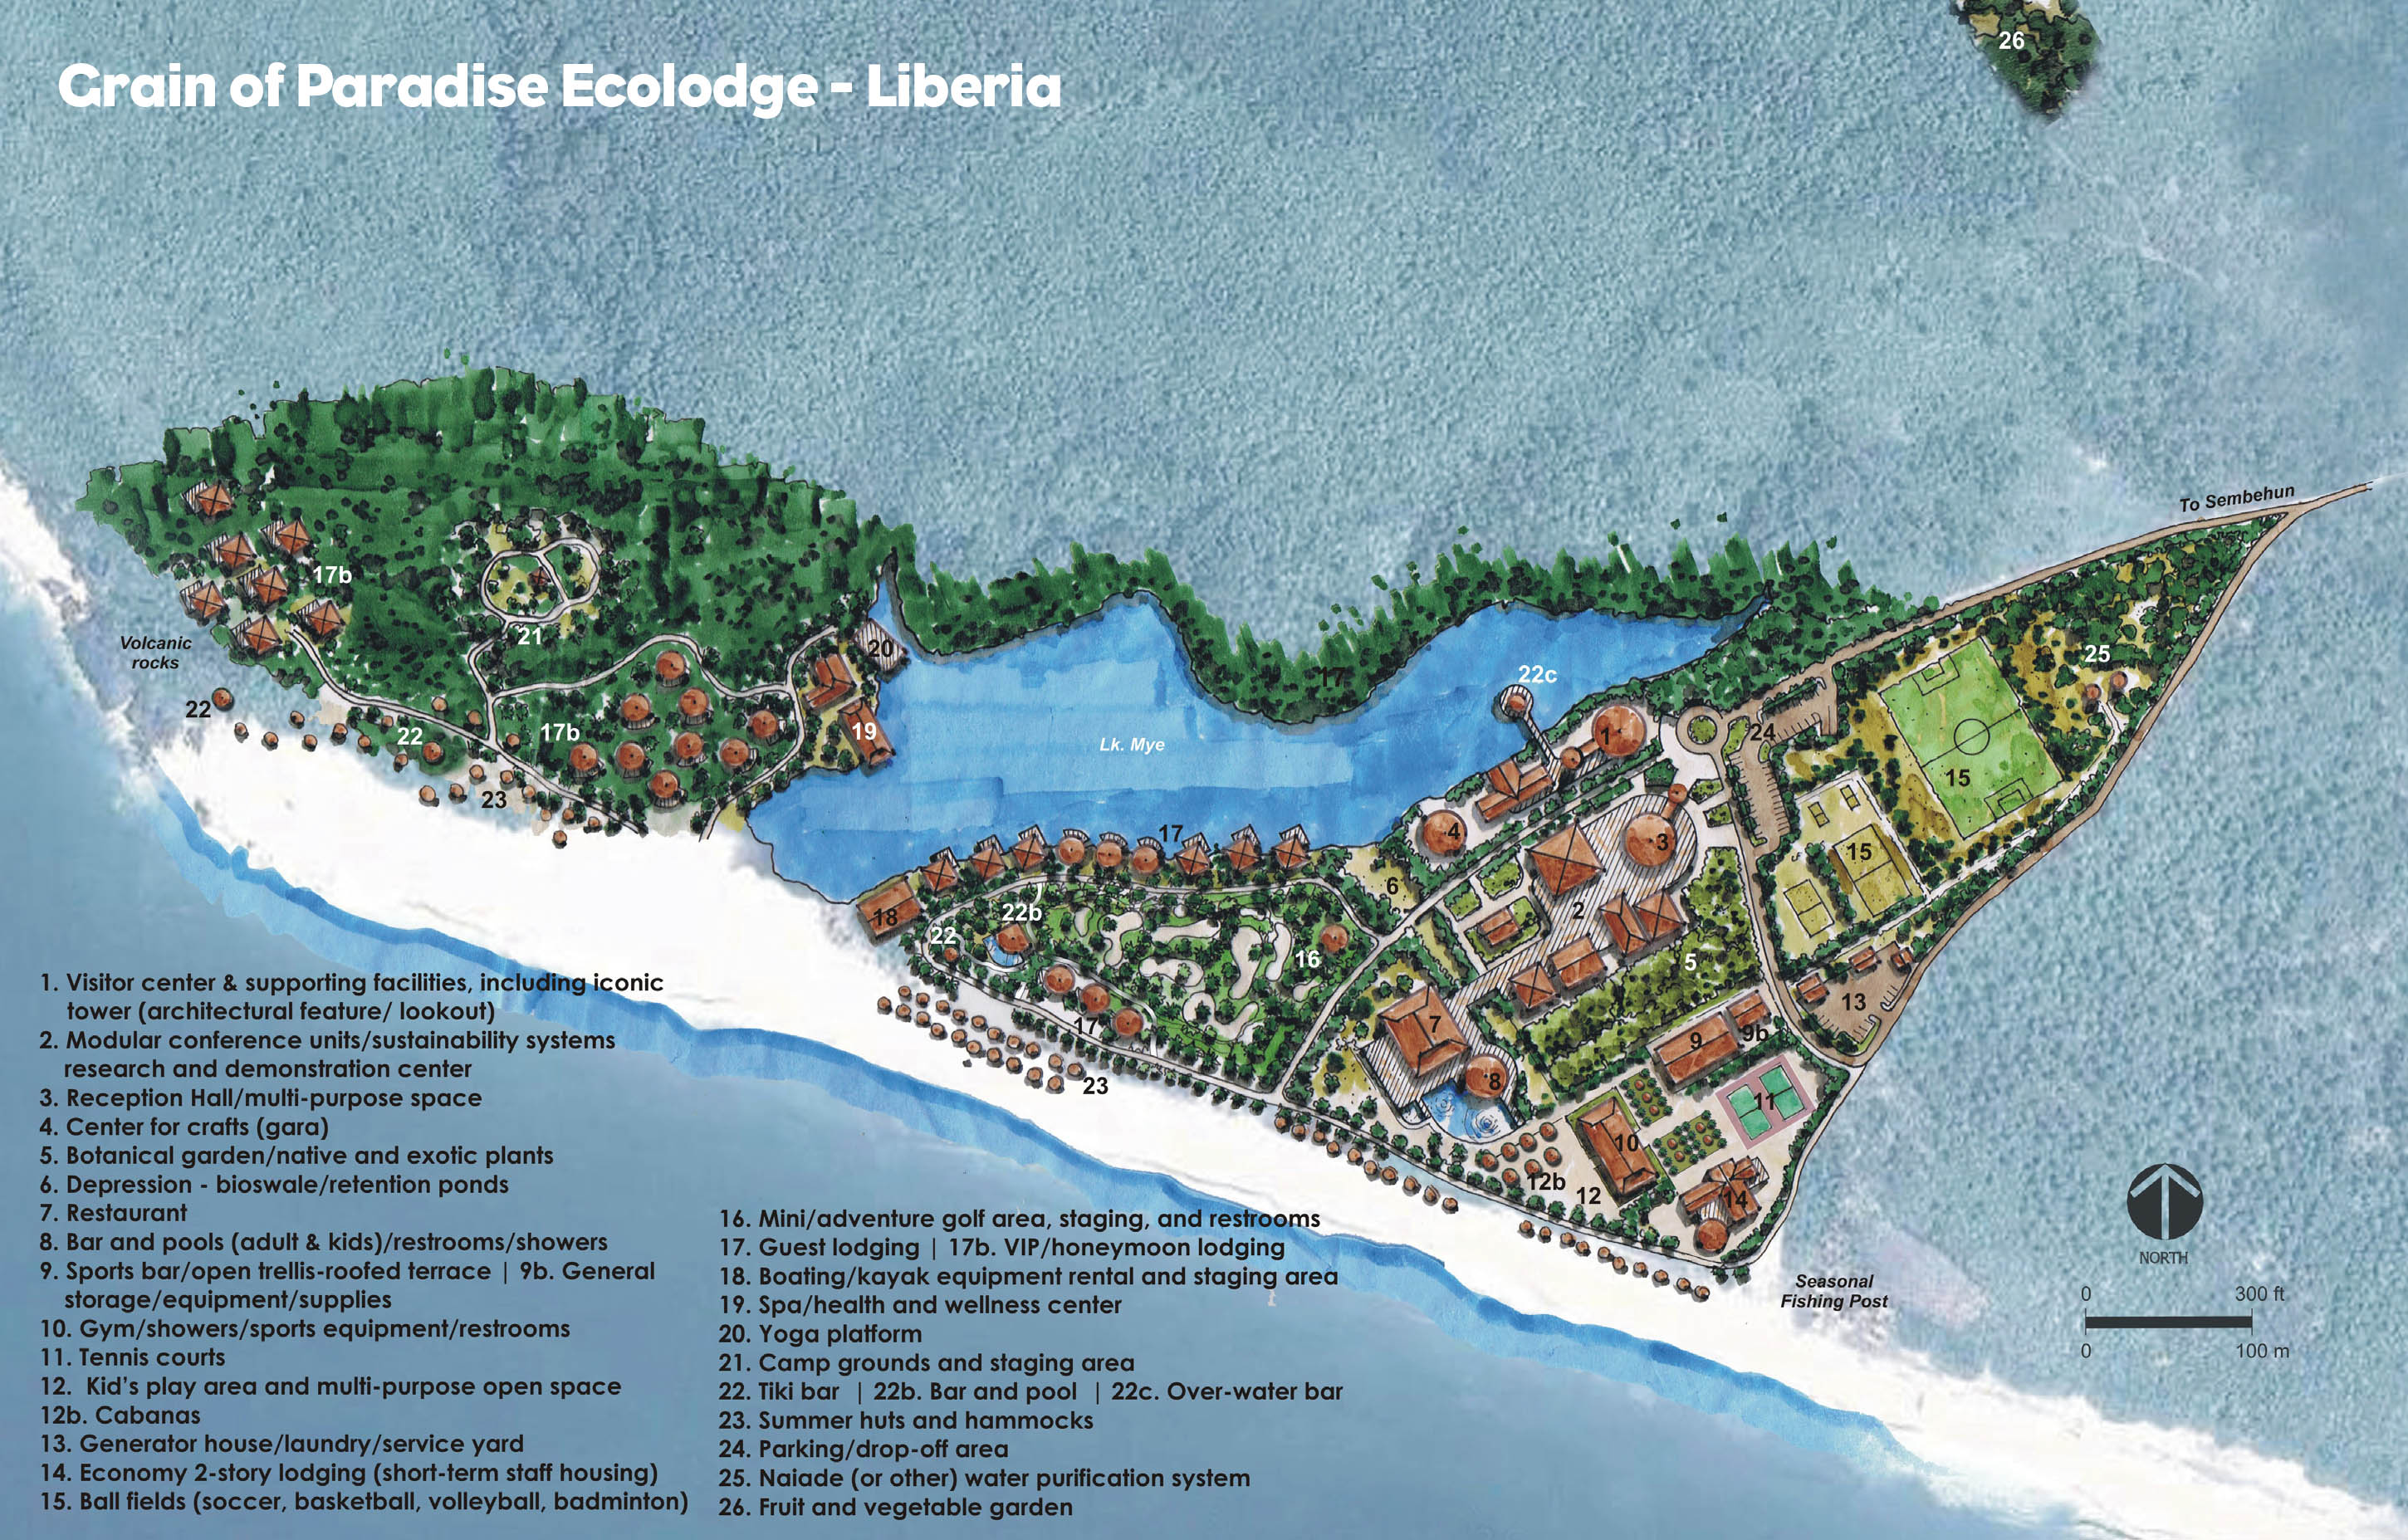 26
Grain of Paradise Ecolodge - Liberia
To Sembehun
17b
21
Volcanic
rocks
20
17
22c
25
22
22
17b
19
Lk. Mye
1
24
15
23
17
4
3
15
6
18
22b
22
2
16
5
13
17
7
9
9b
23
8
11
10
12b
12
14
1. Visitor center & supporting facilities, including iconic
tower (architectural feature/ lookout)
2. Modular conference units/sustainability systems
research and demonstration center
3. Reception Hall/multi-purpose space
4. Center for crafts (gara)
5. Botanical garden/native and exotic plants
6. Depression - bioswale/retention ponds
7. Restaurant
8. Bar and pools (adult & kids)/restrooms/showers
9. Sports bar/open trellis-roofed terrace | 9b. General
storage/equipment/supplies
10. Gym/showers/sports equipment/restrooms
11. Tennis courts
12. Kid's play area and multi-purpose open space
12b. Cabanas
13. Generator house/laundry/service yard
14. Economy 2-story lodging (short-term staff housing)
15. Ball fields (soccer, basketball, volleyball, badminton)
16. Mini/adventure golf area, staging, and restrooms
17. Guest lodging | 17b. VIP/honeymoon lodging
18. Boating/kayak equipment rental and staging area
19. Spa/health and wellness center
20. Yoga platform
21. Camp grounds and staging area
22. Tiki bar | 22b. Bar and pool | 22c. Over-water bar
23. Summer huts and hammocks
24. Parking/drop-off area
25. Naiade (or other) water purification system
26. Fruit and vegetable garden
Seasonal
Fishing Post
NORTH
0 300 ft
0 100 m